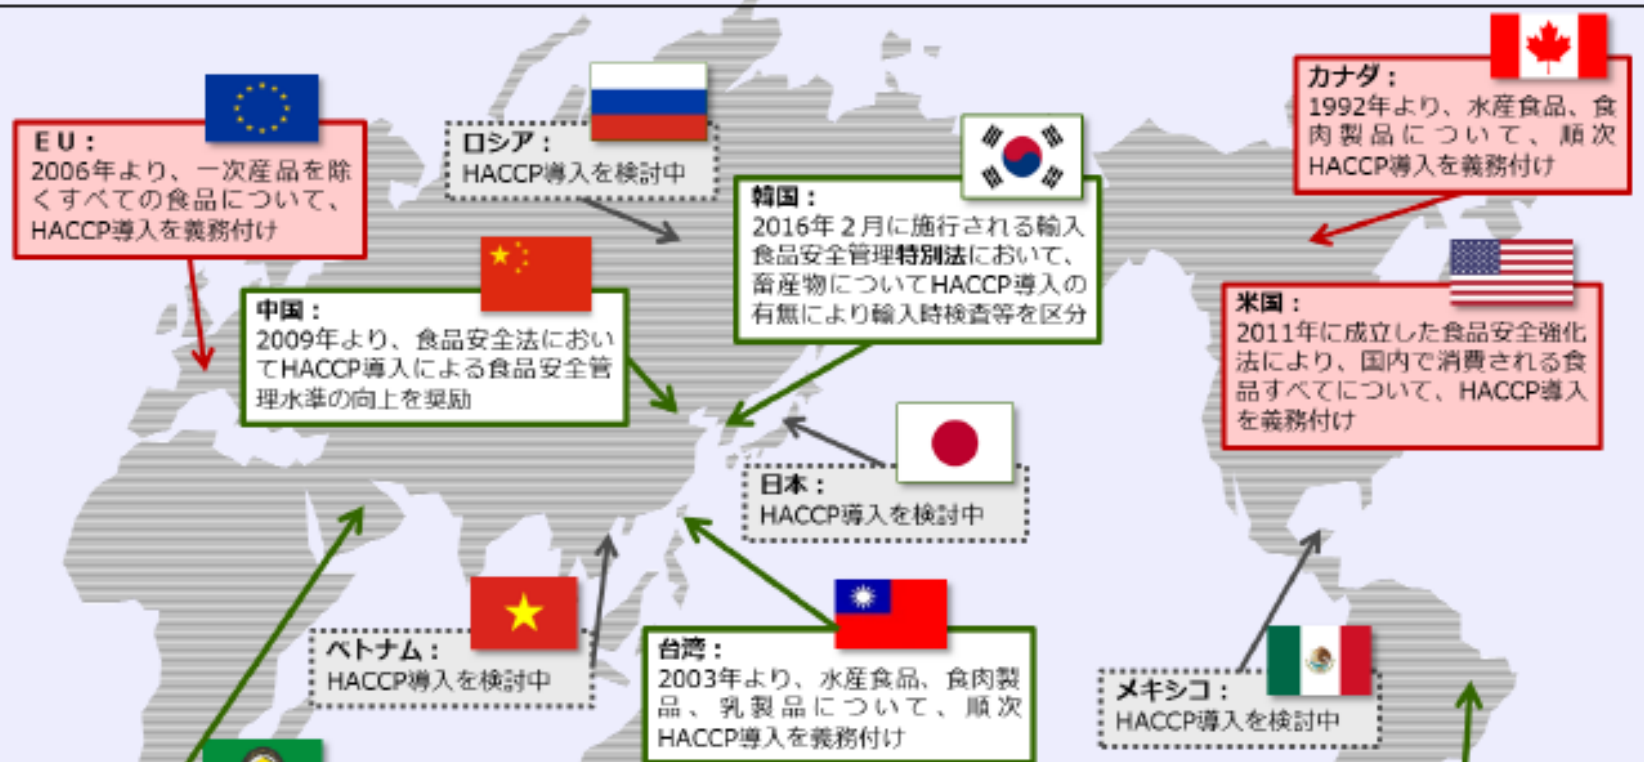 カナダ：
1992年より、水産食品、食
肉製品について、順次
HACCP導入を義務付け
ＥＵ：
2006年より、一次産品を除
くすべての食品について、
HACCP導入を義務付け
ロシア：
HACCP導入を検討中
韓国：
2016年２月に施行される輸入
食品安全管理特別法において、
畜産物についてHACCP導入の
有無により輸入時検査等を区分
中国：
2009年より、食品安全法におい
てHACCP導入による食品安全管
理水準の向上を奨励
米国：
2011年に成立した食品安全強化
法により、国内で消費される食
品すべてについて、HACCP導入
を義務付け
日本：
HACCP導入を検討中
ベトナム：
HACCP導入を検討中
台湾：
2003年より、水産食品、食肉製
品、乳製品について、順次
HACCP導入を義務付け
メキシコ：
HACCP導入を検討中